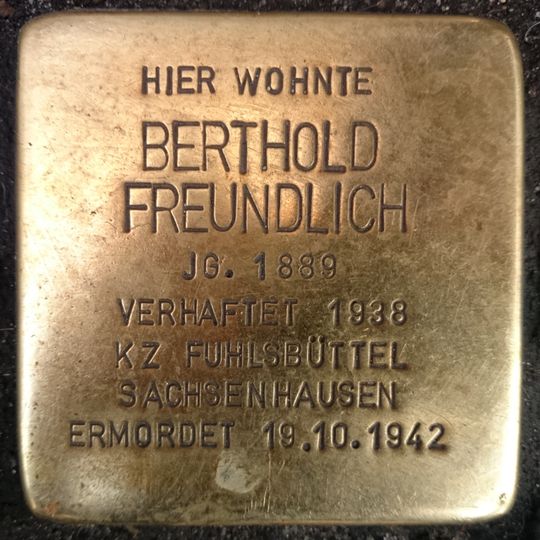 HIER WOHNTE
BERTHOLD
FREUNDLICH
JG. 1889
VERHAFTET 1938
KZ FUHLSBÜTTEL
SACHSENHAUSEN
ERMORDET 19.10.1942